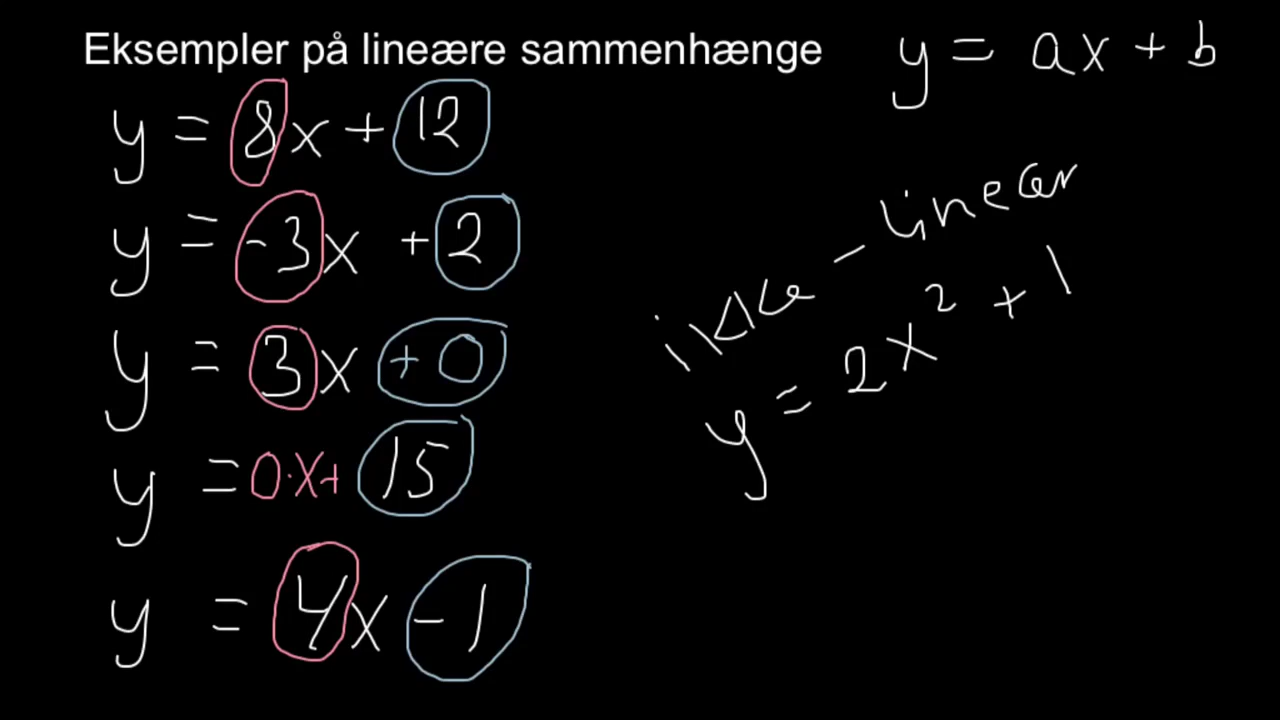 Eksempler på lineære sammenhænge
y = ax + b
y = 8x + 12
y = -3x + 2
y = 3x + 0
y = 0·x+ 15
y = 4x - 1
ikke - lineær
y = 2x² + 1